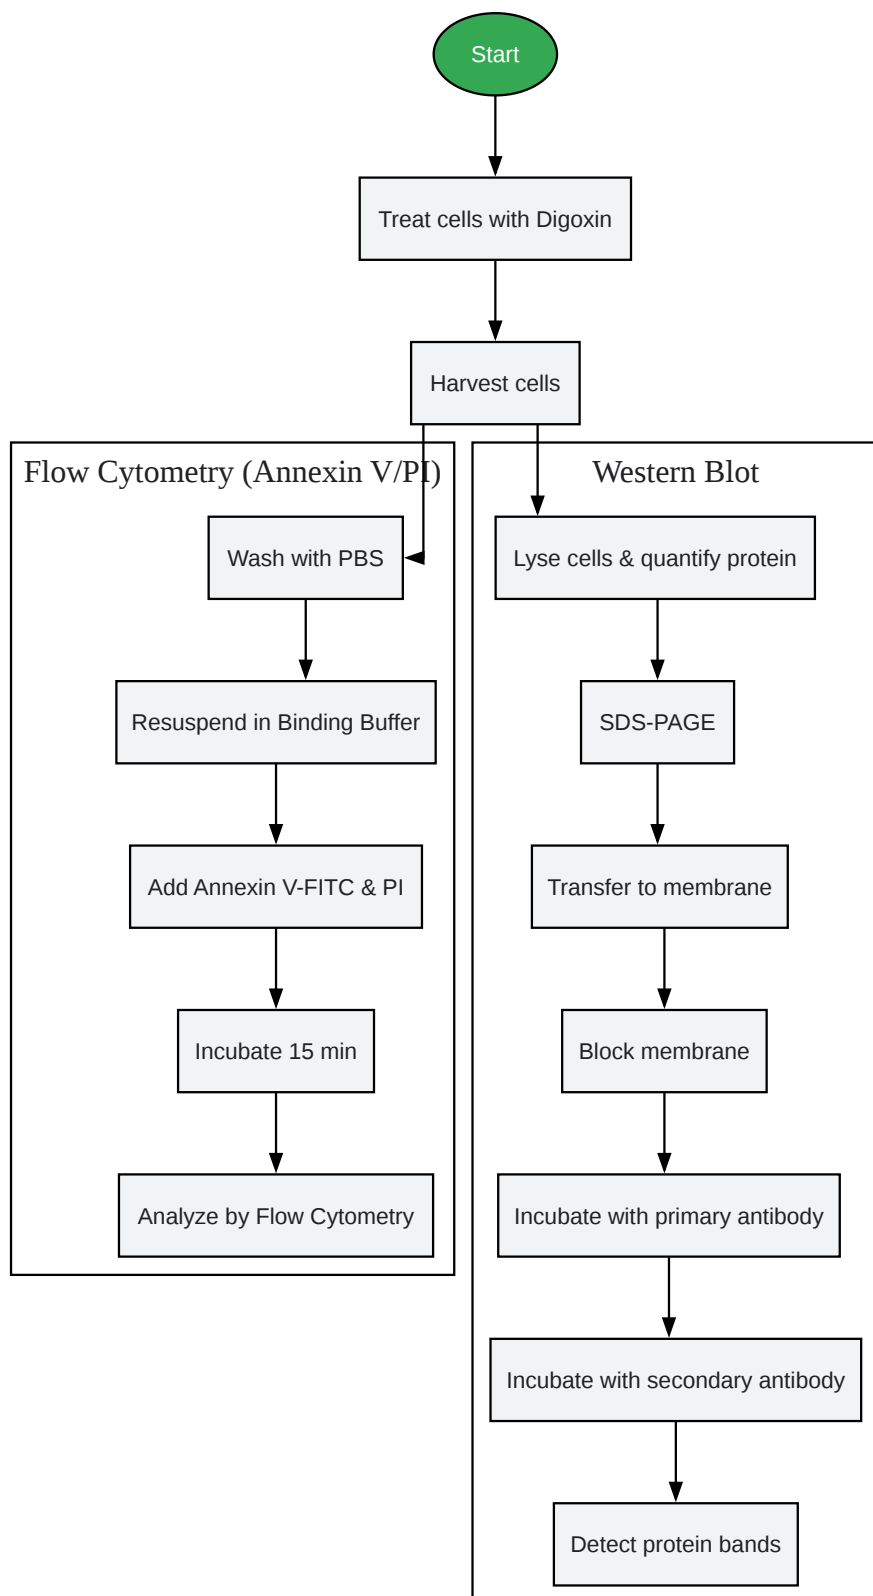 Start
Treat cells with Digoxin
Harvest cells
Flow Cytometry (Annexin V/PI)
Wash with PBS
Resuspend in Binding Buffer
Add Annexin V-FITC & PI
Incubate 15 min
Analyze by Flow Cytometry
Western Blot
Lyse cells & quantify protein
SDS-PAGE
Transfer to membrane
Block membrane
Incubate with primary antibody
Incubate with secondary antibody
Detect protein bands